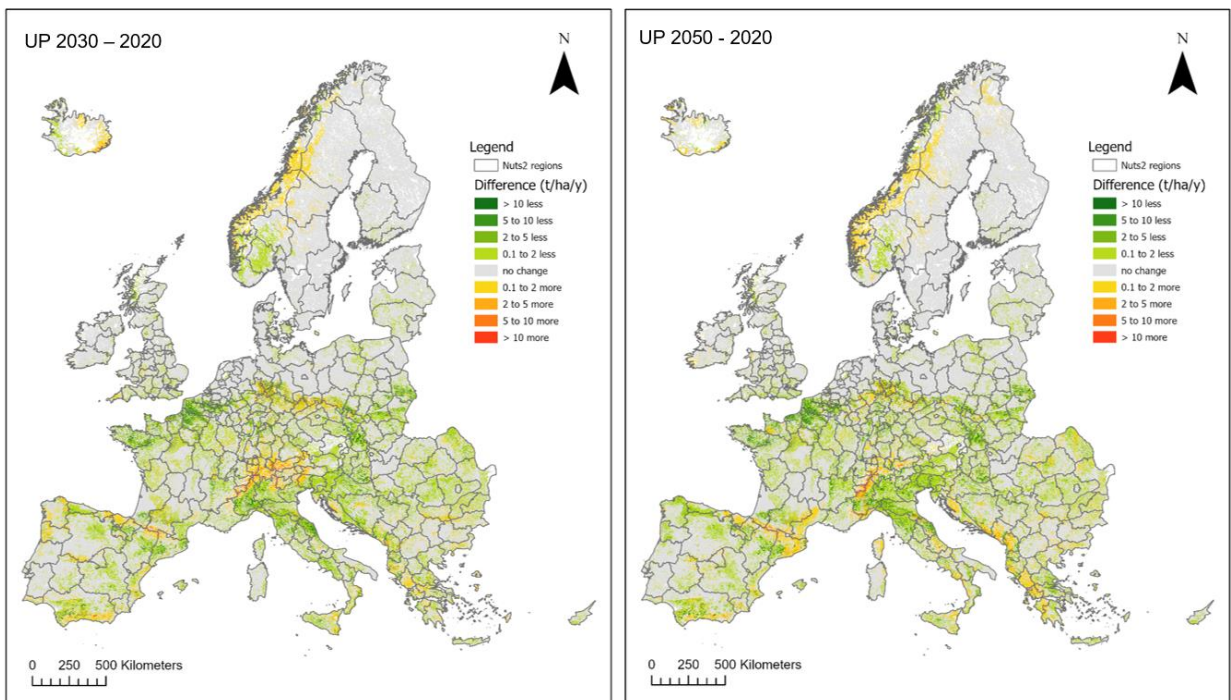 UP 2030 – 2020
N
Legend
Nuts2 regions
Difference (t/ha/y)
> 10 less
5 to 10 less
2 to 5 less
0.1 to 2 less
no change
0.1 to 2 more
2 to 5 more
5 to 10 more
> 10 more
0 250 500 Kilometers
UP 2050 - 2020
N
Legend
Nuts2 regions
Difference (t/ha/y)
> 10 less
5 to 10 less
2 to 5 less
0.1 to 2 less
no change
0.1 to 2 more
2 to 5 more
5 to 10 more
> 10 more
0 250 500 Kilometers